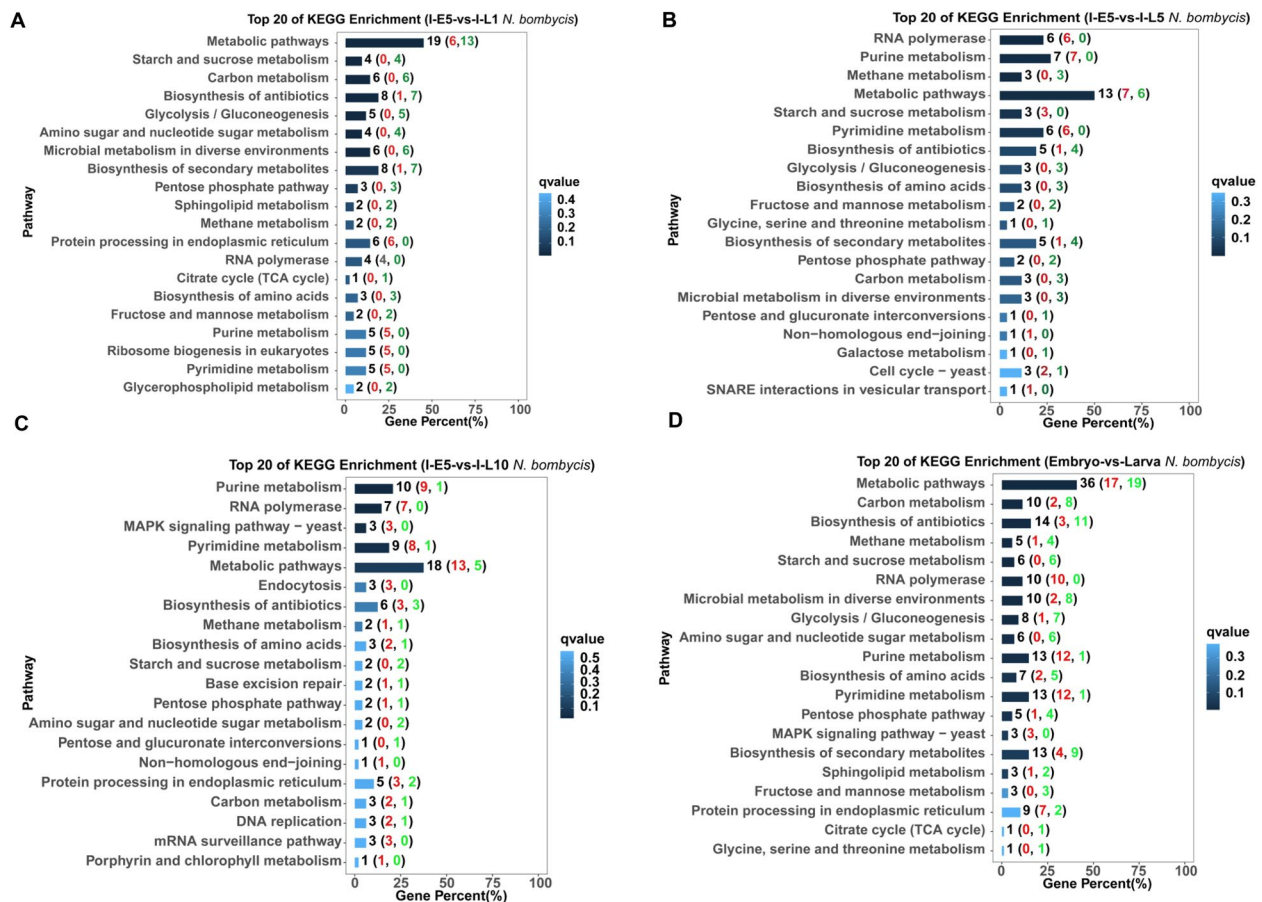 A
Top 20 of KEGG Enrichment (I-E5-vs-I-L1 N. bombycis)
Pathway
Metabolic pathways 19 (6,13)
Starch and sucrose metabolism 4 (0, 4)
Carbon metabolism 6 (0, 6)
Biosynthesis of antibiotics 8 (1, 7)
Glycolysis / Gluconeogenesis 5 (0, 5)
Amino sugar and nucleotide sugar metabolism 4 (0, 4)
Microbial metabolism in diverse environments 6 (0, 6)
Biosynthesis of secondary metabolites 8 (1, 7)
Pentose phosphate pathway 3 (0, 3)
Sphingolipid metabolism 2 (0, 2)
Methane metabolism 2 (0, 2)
Protein processing in endoplasmic reticulum 6 (6, 0)
RNA polymerase 4 (4, 0)
Citrate cycle (TCA cycle) 1 (0, 1)
Biosynthesis of amino acids 3 (0, 3)
Fructose and mannose metabolism 2 (0, 2)
Purine metabolism 5 (5, 0)
Ribosome biogenesis in eukaryotes 5 (5, 0)
Pyrimidine metabolism 5 (5, 0)
Glycerophospholipid metabolism 2 (0, 2)
0 25 50 75 100
Gene Percent(%)
qvalue
0.4
0.3
0.2
0.1
B
Top 20 of KEGG Enrichment (I-E5-vs-I-L5 N. bombycis)
Pathway
RNA polymerase 6 (6, 0)
Purine metabolism 7 (7, 0)
Methane metabolism 3 (0, 3)
Metabolic pathways 13 (7, 6)
Starch and sucrose metabolism 3 (3, 0)
Pyrimidine metabolism 6 (6, 0)
Biosynthesis of antibiotics 5 (1, 4)
Glycolysis / Gluconeogenesis 3 (0, 3)
Biosynthesis of amino acids 3 (0, 3)
Fructose and mannose metabolism 2 (0, 2)
Glycine, serine and threonine metabolism 1 (0, 1)
Biosynthesis of secondary metabolites 5 (1, 4)
Pentose phosphate pathway 2 (0, 2)
Carbon metabolism 3 (0, 3)
Microbial metabolism in diverse environments 3 (0, 3)
Pentose and glucuronate interconversions 1 (0, 1)
Non−homologous end−joining 1 (1, 0)
Galactose metabolism 1 (0, 1)
Cell cycle − yeast 3 (2, 1)
SNARE interactions in vesicular transport 1 (1, 0)
0 25 50 75 100
Gene Percent(%)
qvalue
0.3
0.2
0.1
C
Top 20 of KEGG Enrichment (I-E5-vs-I-L10 N. bombycis)
Pathway
Purine metabolism 10 (9, 1)
RNA polymerase 7 (7, 0)
MAPK signaling pathway − yeast 3 (3, 0)
Pyrimidine metabolism 9 (8, 1)
Metabolic pathways 18 (13, 5)
Endocytosis 3 (3, 0)
Biosynthesis of antibiotics 6 (3, 3)
Methane metabolism 2 (1, 1)
Biosynthesis of amino acids 3 (2, 1)
Starch and sucrose metabolism 2 (0, 2)
Base excision repair 2 (1, 1)
Pentose phosphate pathway 2 (1, 1)
Amino sugar and nucleotide sugar metabolism 2 (0, 2)
Pentose and glucuronate interconversions 1 (0, 1)
Non−homologous end−joining 1 (1, 0)
Protein processing in endoplasmic reticulum 5 (3, 2)
Carbon metabolism 3 (2, 1)
DNA replication 3 (2, 1)
mRNA surveillance pathway 3 (3, 0)
Porphyrin and chlorophyll metabolism 1 (1, 0)
0 25 50 75 100
Gene Percent(%)
qvalue
0.5
0.4
0.3
0.2
0.1
D
Top 20 of KEGG Enrichment (Embryo-vs-Larva N. bombycis)
Pathway
Metabolic pathways 36 (17, 19)
Carbon metabolism 10 (2, 8)
Biosynthesis of antibiotics 14 (3, 11)
Methane metabolism 5 (1, 4)
Starch and sucrose metabolism 6 (0, 6)
RNA polymerase 10 (10, 0)
Microbial metabolism in diverse environments 10 (2, 8)
Glycolysis / Gluconeogenesis 8 (1, 7)
Amino sugar and nucleotide sugar metabolism 6 (0, 6)
Purine metabolism 13 (12, 1)
Biosynthesis of amino acids 7 (2, 5)
Pyrimidine metabolism 13 (12, 1)
Pentose phosphate pathway 5 (1, 4)
MAPK signaling pathway − yeast 3 (3, 0)
Biosynthesis of secondary metabolites 13 (4, 9)
Sphingolipid metabolism 3 (1, 2)
Fructose and mannose metabolism 3 (0, 3)
Protein processing in endoplasmic reticulum 9 (7, 2)
Citrate cycle (TCA cycle) 1 (0, 1)
Glycine, serine and threonine metabolism 1 (0, 1)
0 25 50 75 100
Gene Percent(%)
qvalue
0.3
0.2
0.1